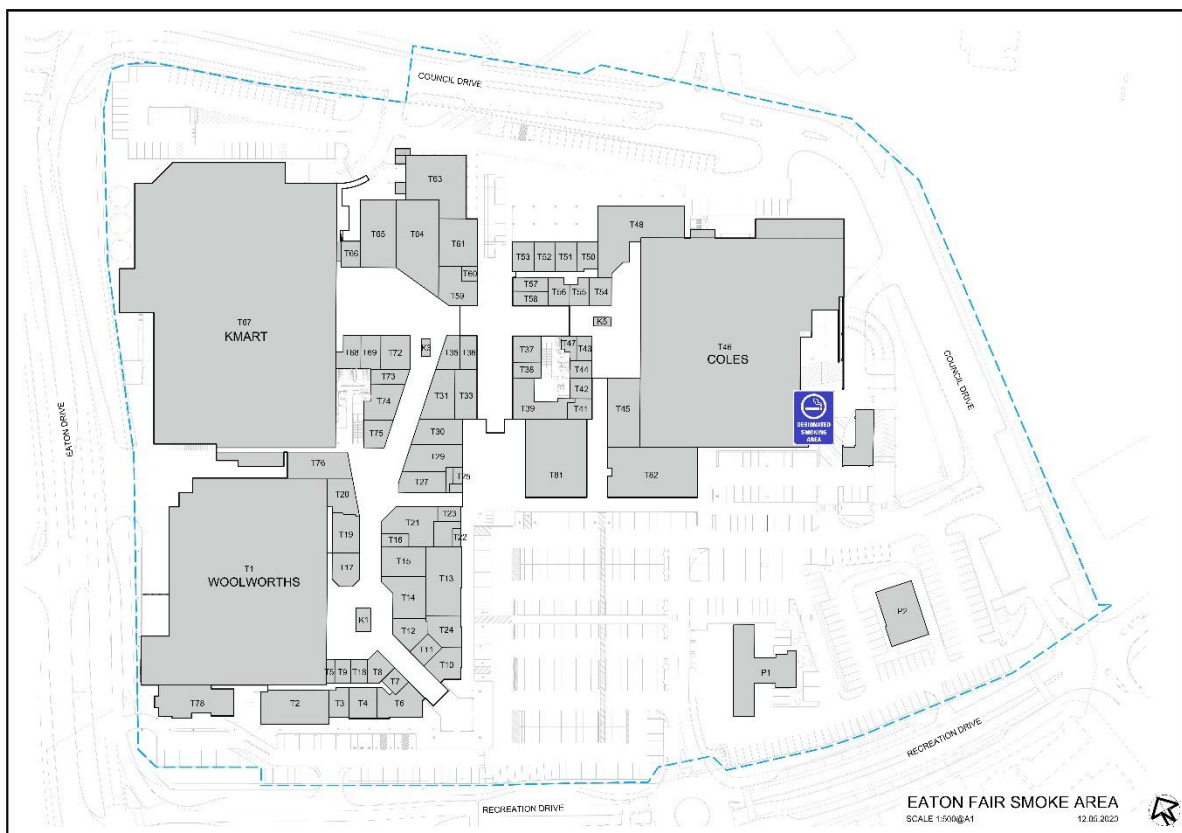 COUNCIL DRIVE
T63
T48
T65
T64
T66
T61
T53
T52
T51
T50
T60
T57
T58
T59
T56
T55
T54
T67
KMART
K5
K3
T68
T69
T72
T35
T36
T37
T47
T43
T46
COLES
T38
T44
T73
T74
T31
T33
T42
T39
T41
T45
COUNCIL DRIVE
DESIGNATED
SMOKING
AREA
T75
T30
EATON DRIVE
T76
T29
T27
T25
T81
T82
T20
T21
T23
T22
T19
T16
T1
WOOLWORTHS
T17
T15
T13
T14
K1
P2
T12
T24
T11
T10
T5
T9
T18
T8
T7
P1
T78
T2
T3
T4
T6
RECREATION DRIVE
RECREATION DRIVE
EATON FAIR SMOKE AREA
SCALE 1:500@A1
12.05.2020